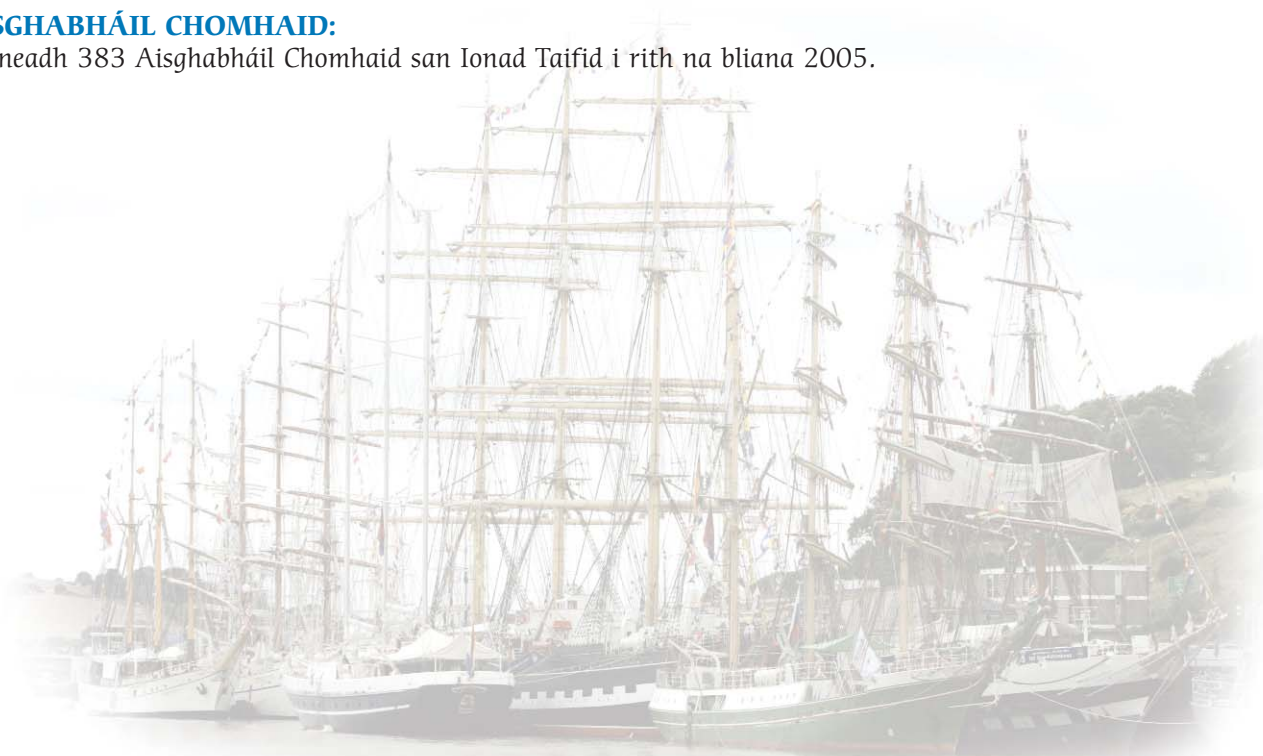 SGHABHÁIL CHOMHAID:
neadh 383 Aisghabháil Chomhaid san Ionad Taifid i rith na bliana 2005.